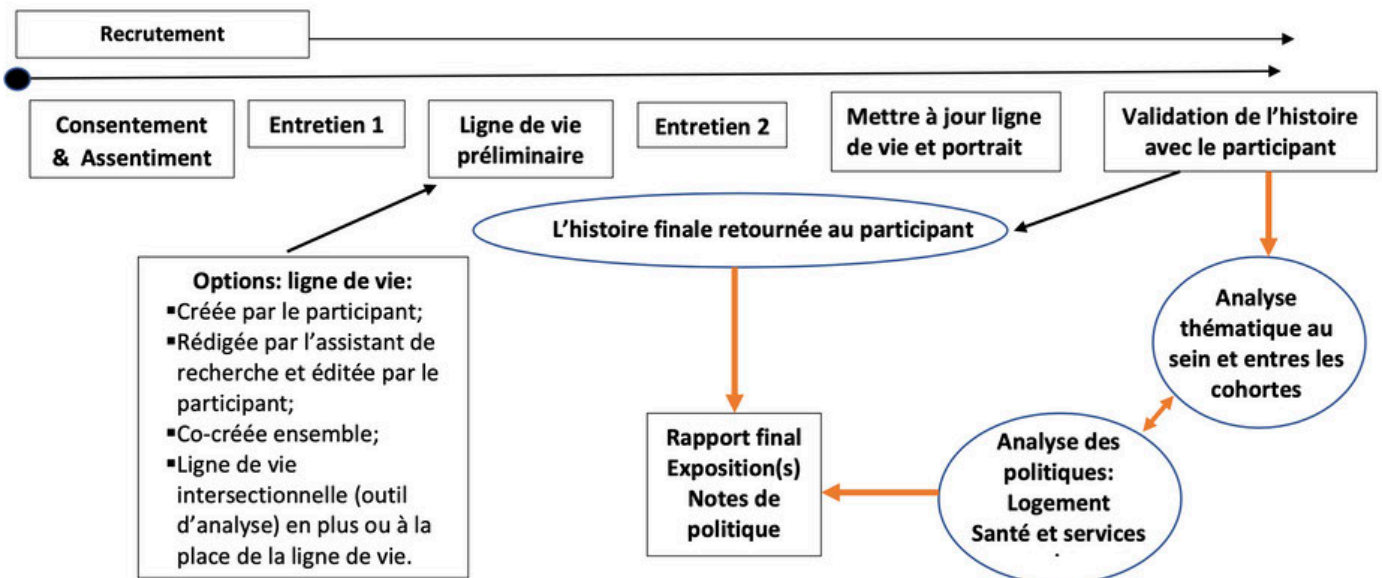 Recrutement
Consentement
& Assentiment
Entretien 1
Ligne de vie
préliminaire
Entretien 2
Mettre à jour ligne
de vie et portrait
Validation de l’histoire
avec le participant
L’histoire finale retournée au participant
Options: ligne de vie:
▪Créée par le participant;
▪Rédigée par l’assistant de
recherche et éditée par le
participant;
▪Co-créée ensemble;
▪Ligne de vie
intersectionnelle (outil
d’analyse) en plus ou à la
place de la ligne de vie.
Analyse
thématique au
sein et entres les
cohortes
Rapport final
Exposition(s)
Notes de
politique
Analyse des
politiques:
Logement
Santé et services